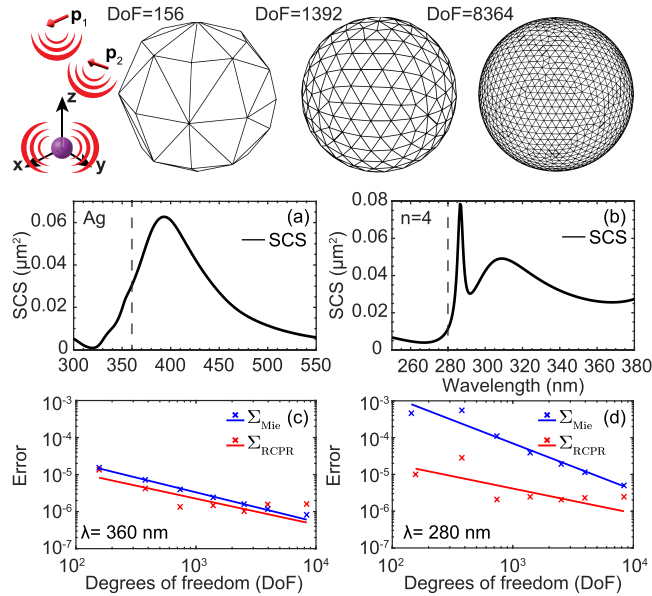 DoF=156 DoF=1392 DoF=8364
p1
p2
z
x y
0.06
0.04
0.02
0
SCS (μm²)
Ag
(a)
SCS
300 350 400 450 500 550
0.08
0.06
0.04
0.02
0
SCS (μm²)
n=4
(b)
SCS
260 280 300 320 340 360 380
Wavelength (nm)
10-3
10-4
10-5
10-6
10-7
Error
ΣMie
(c)
ΣRCPR
λ= 360 nm
10² 10³ 10⁴
Degrees of freedom (DoF)
10-3
10-4
10-5
10-6
10-7
Error
ΣMie
(d)
ΣRCPR
λ= 280 nm
10² 10³ 10⁴
Degrees of freedom (DoF)